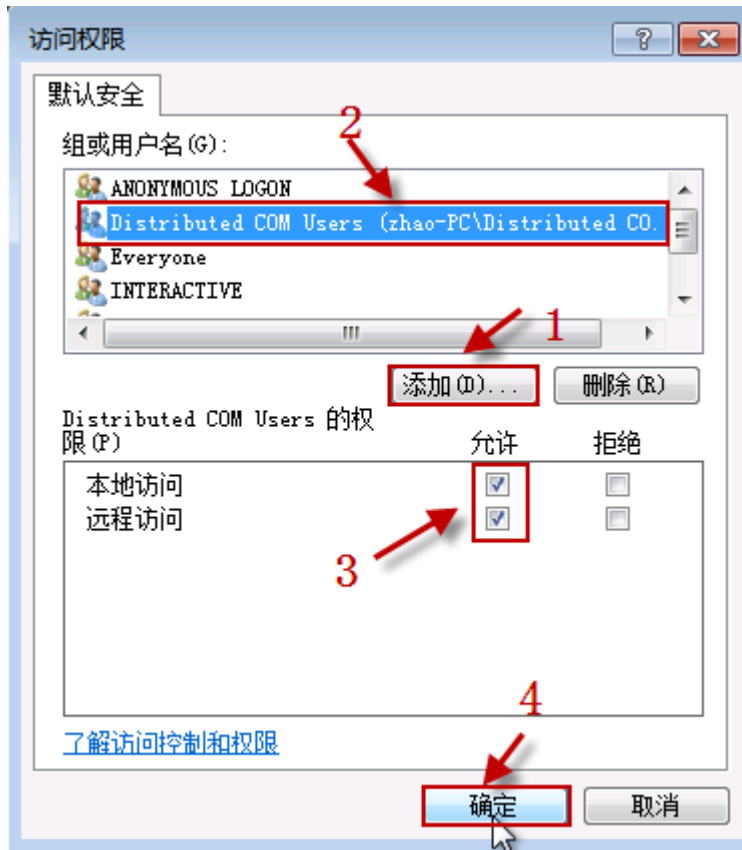 访问权限
默认安全
组或用户名(G):
2
ANONYMOUS LOGON
Distributed COM Users (zhao-PC\Distributed CO.
Everyone
INTERACTIVE
1
添加(D)... 删除(R)
Distributed COM Users 的权
限(P) 允许 拒绝
本地访问
远程访问
3
4
了解访问控制和权限
确定 取消